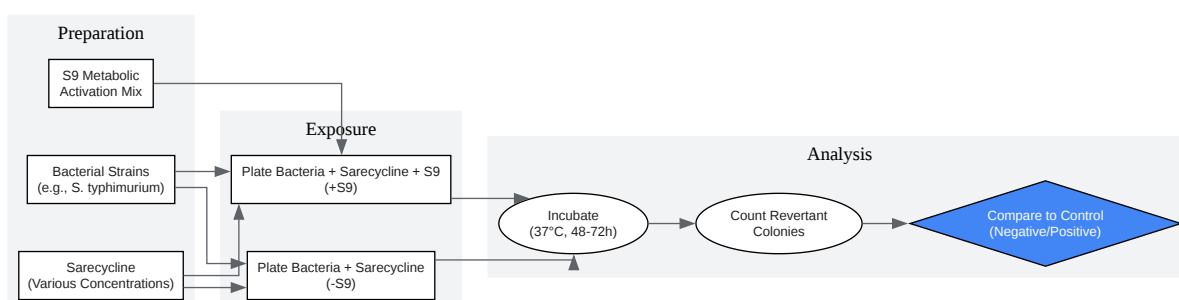 Preparation
S9 Metabolic
Activation Mix
Bacterial Strains
(e.g., S. typhimurium)
Sarecycline
(Various Concentrations)
Exposure
Plate Bacteria + Sarecycline + S9
(+S9)
Plate Bacteria + Sarecycline
(-S9)
Analysis
Incubate
(37°C, 48-72h)
Count Revertant
Colonies
Compare to Control
(Negative/Positive)